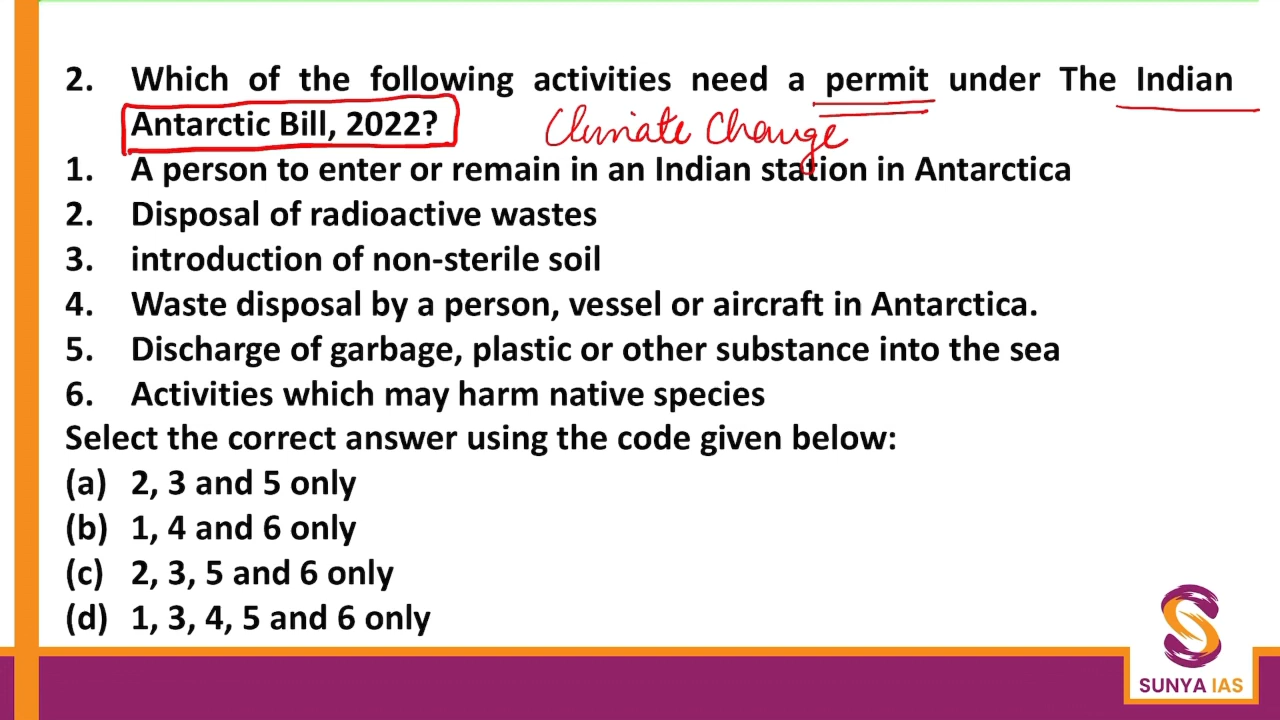 2. Which of the following activities need a permit under The Indian
Antarctic Bill, 2022?
Climate Change
1. A person to enter or remain in an Indian station in Antarctica
2. Disposal of radioactive wastes
3. introduction of non-sterile soil
4. Waste disposal by a person, vessel or aircraft in Antarctica.
5. Discharge of garbage, plastic or other substance into the sea
6. Activities which may harm native species
Select the correct answer using the code given below:
(a) 2, 3 and 5 only
(b) 1, 4 and 6 only
(c) 2, 3, 5 and 6 only
(d) 1, 3, 4, 5 and 6 only
SUNYA IAS